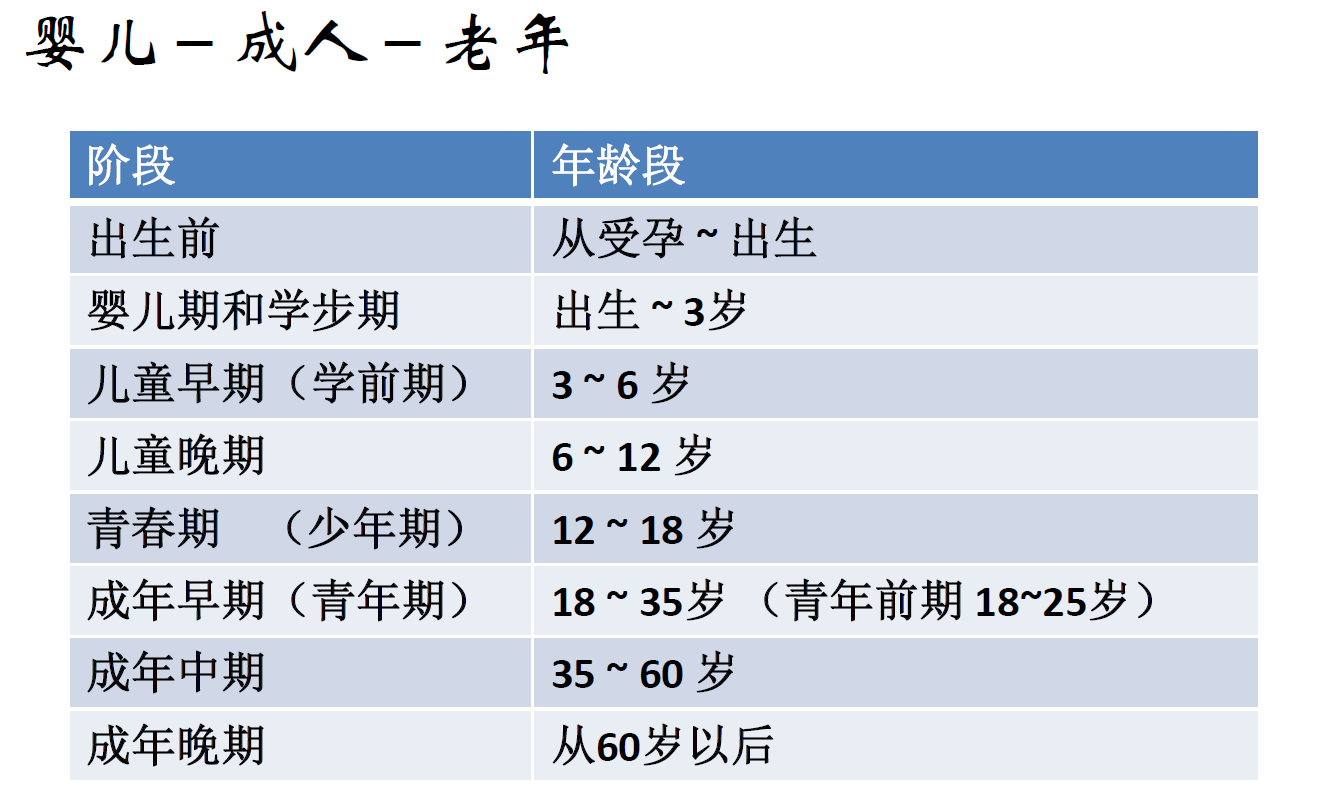 婴儿－成人－老年
阶段 年龄段
出生前 从受孕 ~ 出生
婴儿期和学步期 出生 ~ 3岁
儿童早期（学前期） 3 ~ 6 岁
儿童晚期 6 ~ 12 岁
青春期 （少年期） 12 ~ 18 岁
成年早期（青年期） 18 ~ 35岁 （青年前期 18~25岁）
成年中期 35 ~ 60 岁
成年晚期 从60岁以后